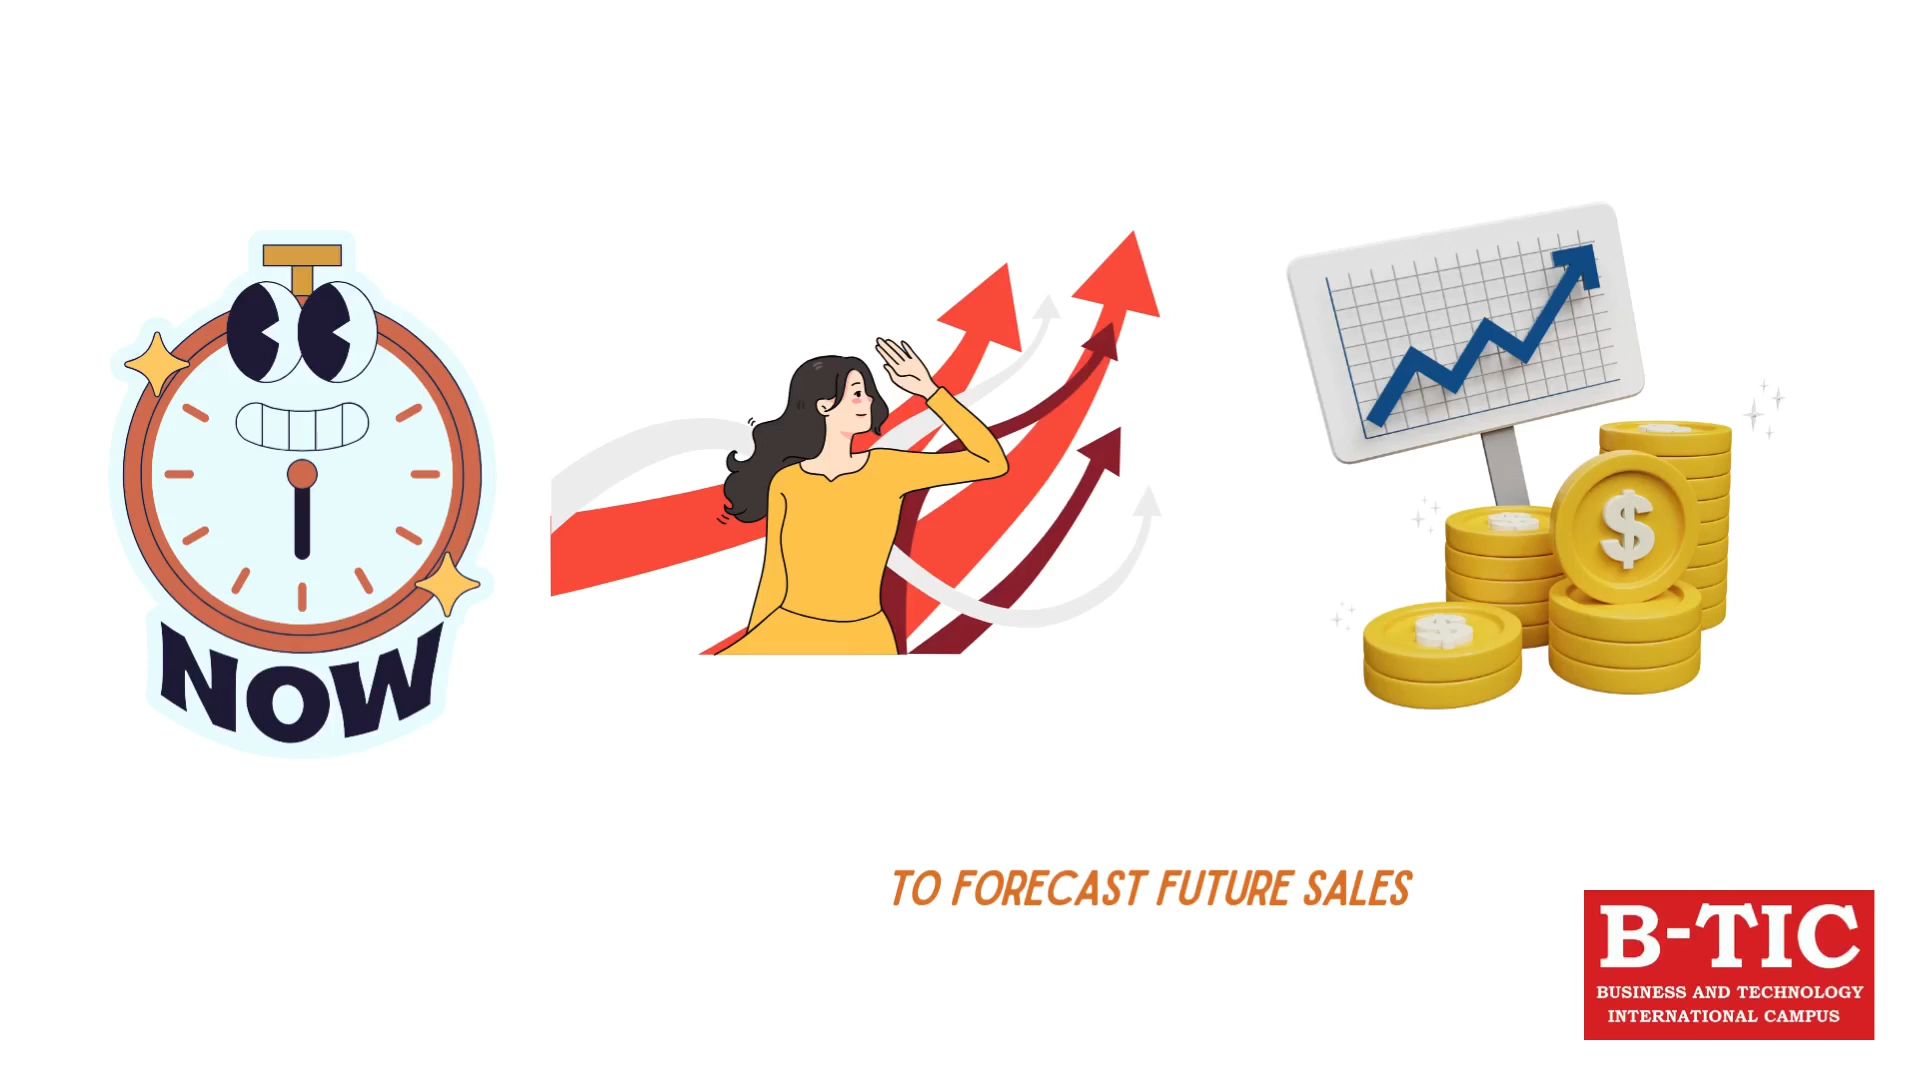 NOW
TO FORECAST FUTURE SALES
B-TIC
BUSINESS AND TECHNOLOGY
INTERNATIONAL CAMPUS